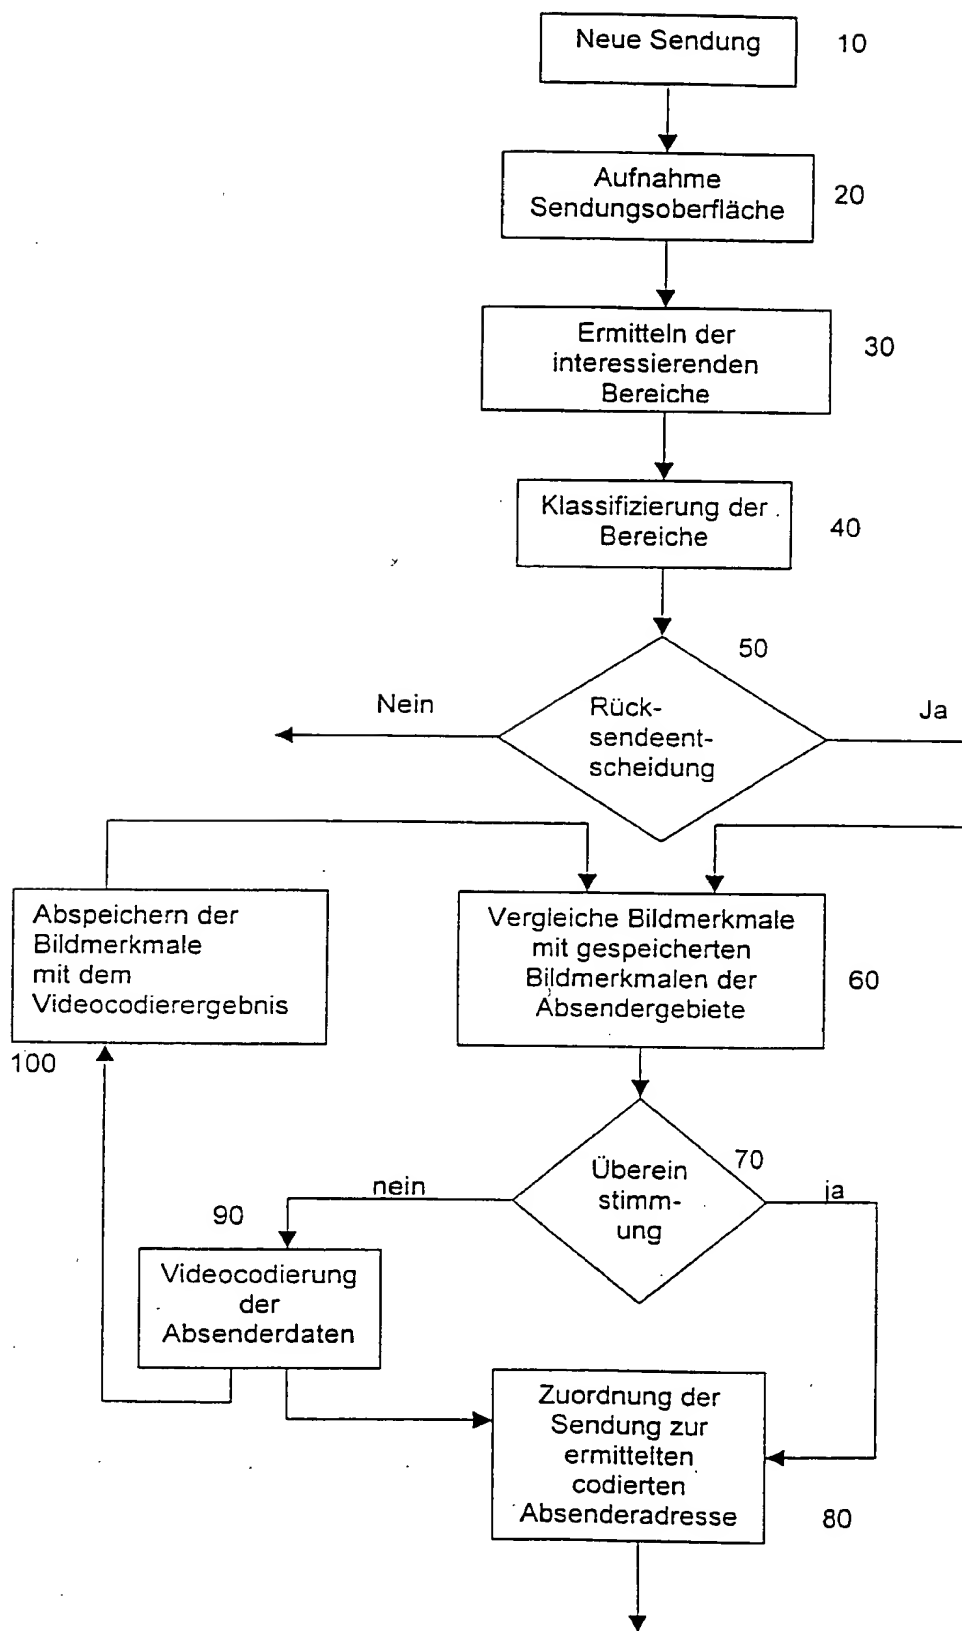 Neue Sendung
10
Aufnahme
Sendungsoberfläche
20
Ermitteln der
interessierenden
Bereiche
30
Klassifizierung der
Bereiche
40
50
Nein
Rück-
sendeent-
scheidung
Ja
Abspeichern der
Bildmerkmale
mit dem
Videocodierergebnis
100
Vergleiche Bildmerkmale
mit gespeicherten
Bildmerkmalen der
Absendergebiete
60
70
nein
Überein
stimm-
ung
ja
90
Videocodierung
der
Absenderdaten
Zuordnung der
Sendung zur
ermittelten
codierten
Absenderadresse
80